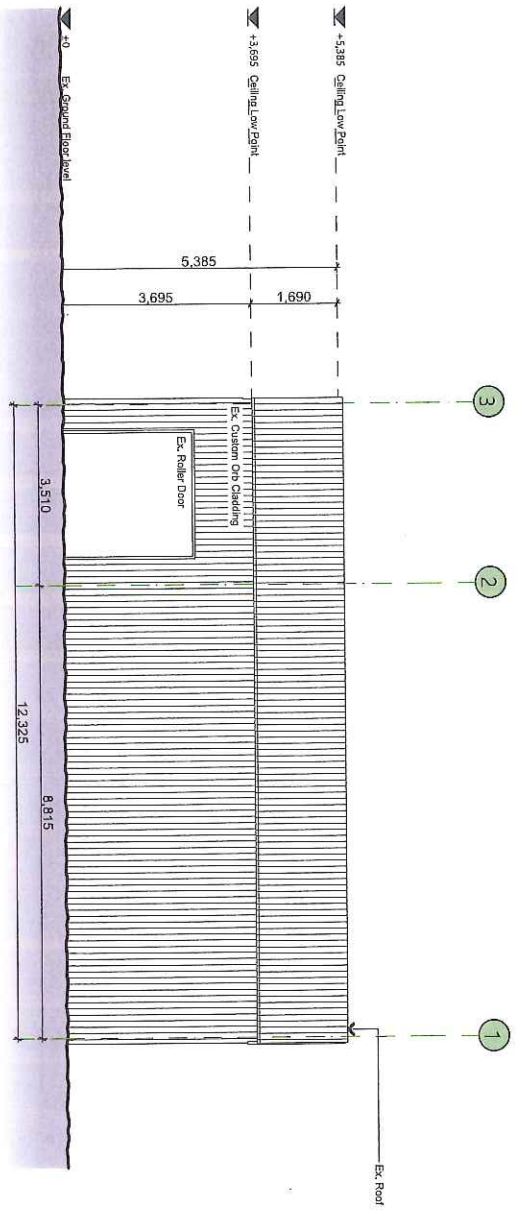 3
2
1
+5,385 Ceiling Low Point
+3,695 Ceiling Low Point
+0 Ex. Ground Floor level
5,385
1,690
3,695
Ex. Roof
Ex. Custom Orb Cladding
Ex. Roller Door
3,510
8,815
12,325